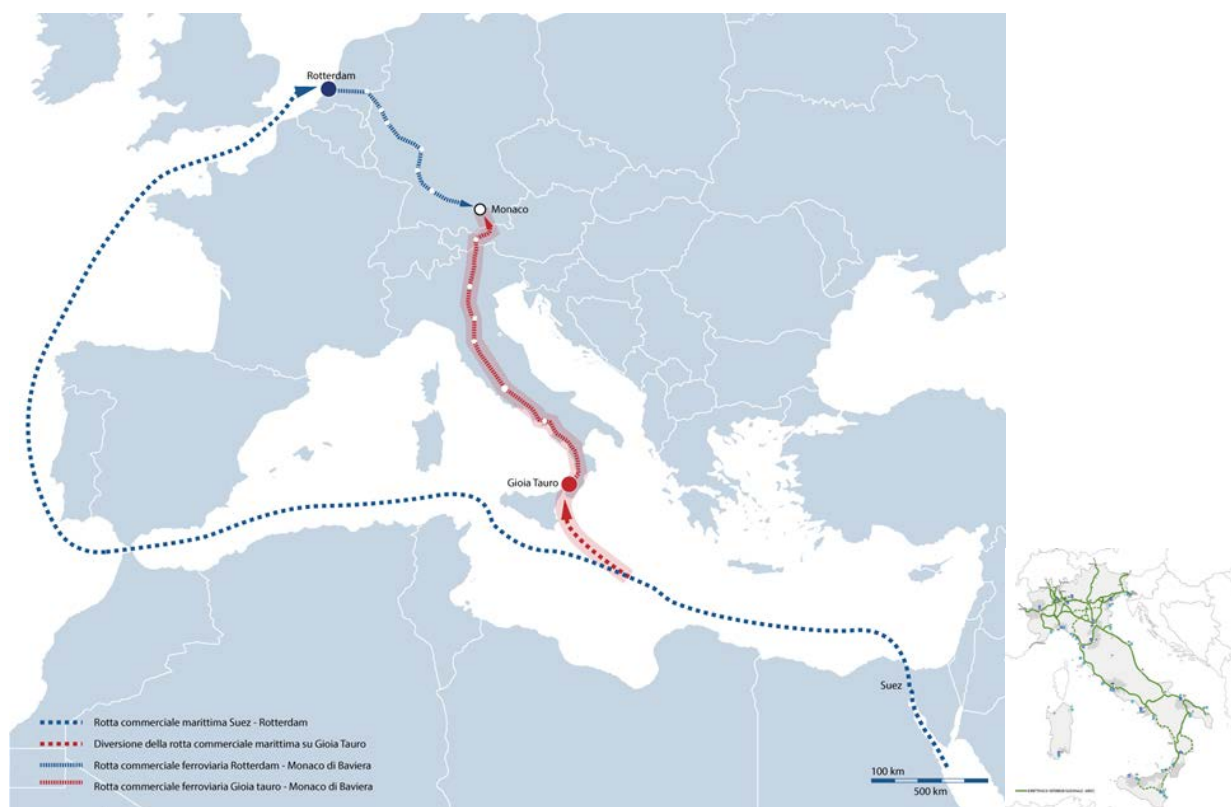 Rotterdam
Monaco
Gioia Tauro
Suez
Rotta commerciale marittima Suez - Rotterdam
Diversione della rotta commerciale marittima su Gioia Tauro
Rotta commerciale ferroviaria Rotterdam - Monaco di Baviera
Rotta commerciale ferroviaria Gioia tauro - Monaco di Baviera
100 km
500 km